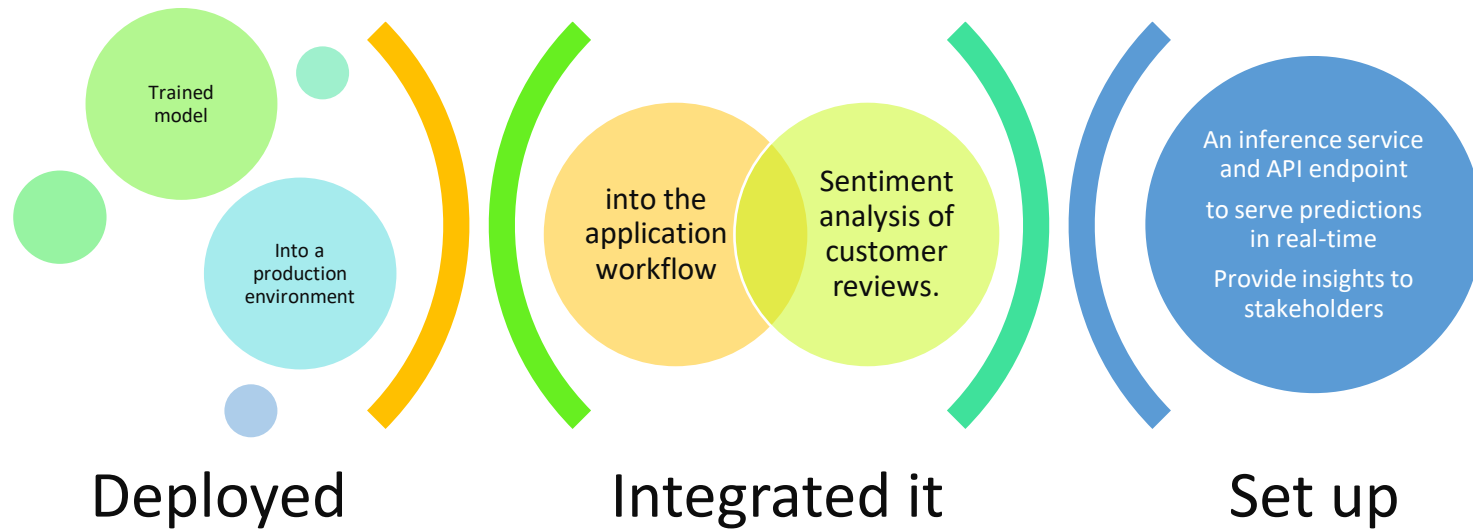 Trained
model
Into a
production
environment
into the
application
workflow
Sentiment
analysis of
customer
reviews.
An inference service
and API endpoint
to serve predictions
in real-time
Provide insights to
stakeholders
Deployed
Integrated it
Set up